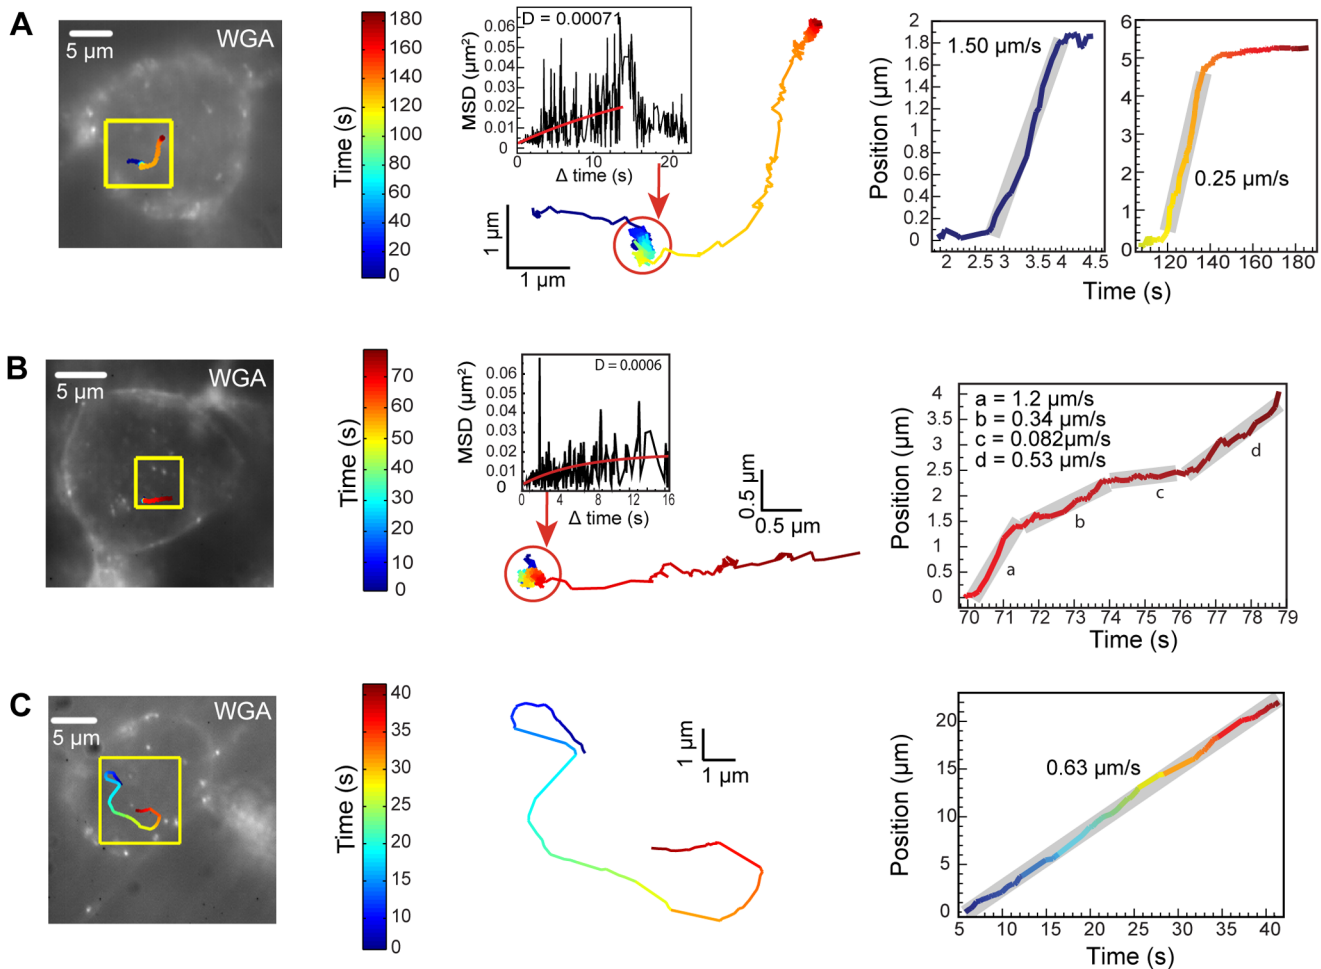 A
5 µm
WGA
Time (s)
180
160
140
120
100
80
60
40
20
0
MSD (µm²)
0.06
0.05
0.04
0.03
0.02
0.01
0
D = 0.00071
0
10
20
Δ time (s)
1 µm
1 µm
Position (µm)
2
1.8
1.6
1.4
1.2
1
0.8
0.6
0.4
0.2
0
1.50 µm/s
2 2.5 3 3.5 4 4.5
6
5
4
3
2
1
0
0.25 µm/s
120 140 160 180
Time (s)
B
5 µm
WGA
Time (s)
70
60
50
40
30
20
10
0
MSD (µm²)
0.06
0.05
0.04
0.03
0.02
0.01
0
D = 0.0006
0 4 8 12 16
Δ time (s)
0.5 µm
0.5 µm
Position (µm)
4
3.5
3
2.5
2
1.5
1
0.5
0
a = 1.2 µm/s
b = 0.34 µm/s
c = 0.082µm/s
d = 0.53 µm/s
a
b
c
d
70 71 72 73 74 75 76 77 78 79
Time (s)
C
5 µm
WGA
Time (s)
40
35
30
25
20
15
10
5
0
1 µm
1 µm
Position (µm)
20
15
10
5
0
0.63 µm/s
5 10 15 20 25 30 35 40
Time (s)